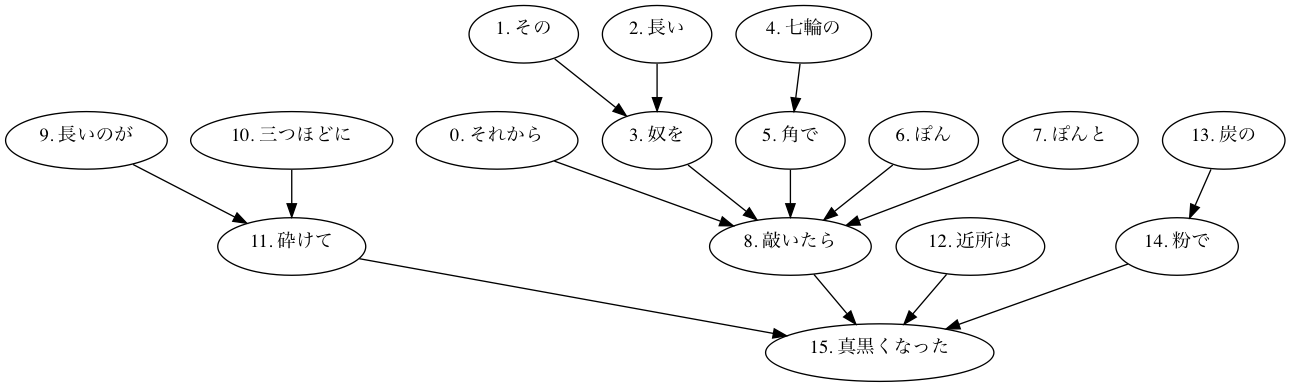 1. その
2. 長い
4. 七輪の
9. 長いのが
10. 三つほどに
0. それから
3. 奴を
5. 角で
6. ぽん
7. ぽんと
13. 炭の
11. 砕けて
8. 敲いたら
12. 近所は
14. 粉で
15. 真黒くなった